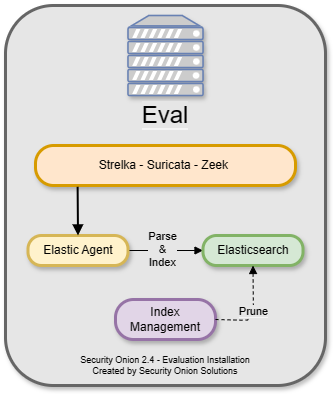 Eval
Strelka - Suricata - Zeek
Elastic Agent
Parse
&
Index
Elasticsearch
Index
Management
Prune
Security Onion 2.4 - Evaluation Installation
Created by Security Onion Solutions